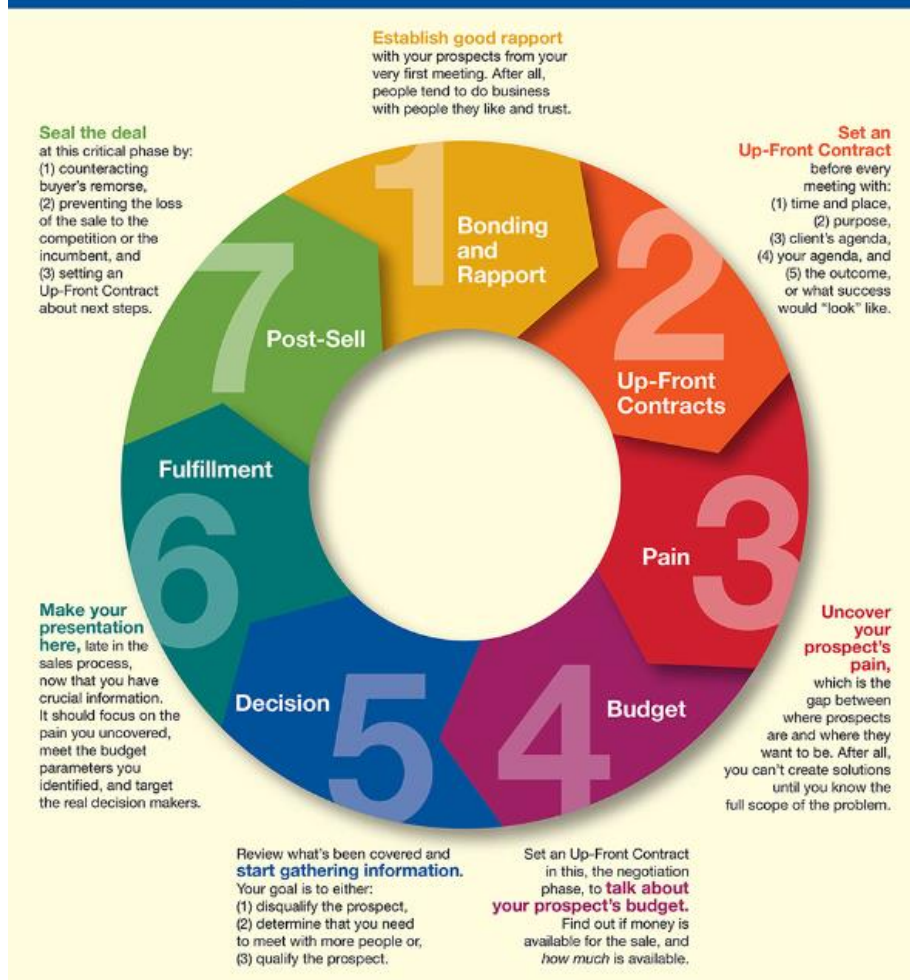 Establish good rapport
with your prospects from your
very first meeting. After all,
people tend to do business
with people they like and trust.
1
Bonding
and
Rapport
Set an
Up-Front Contract
before every
meeting with:
(1) time and place,
(2) purpose,
(3) client's agenda,
(4) your agenda, and
(5) the outcome,
or what success
would "look" like.
2
Up-Front
Contracts
3
Pain
Uncover
your
prospect's
pain,
which is the
gap between
where prospects
are and where they
want to be. After all,
you can't create solutions
until you know the
full scope of the problem.
4
Budget
Set an Up-Front Contract
in this, the negotiation
phase, to talk about
your prospect's budget.
Find out if money is
available for the sale, and
how much is available.
5
Decision
Review what's been covered and
start gathering information.
Your goal is to either:
(1) disqualify the prospect,
(2) determine that you need
to meet with more people or,
(3) qualify the prospect.
6
Fulfillment
Make your
presentation
here, late in the
sales process,
now that you have
crucial information.
It should focus on the
pain you uncovered,
meet the budget
parameters you
identified, and target
the real decision makers.
7
Post-Sell
Seal the deal
at this critical phase by:
(1) counteracting
buyer's remorse,
(2) preventing the loss
of the sale to the
competition or the
incumbent, and
(3) setting an
Up-Front Contract
about next steps.